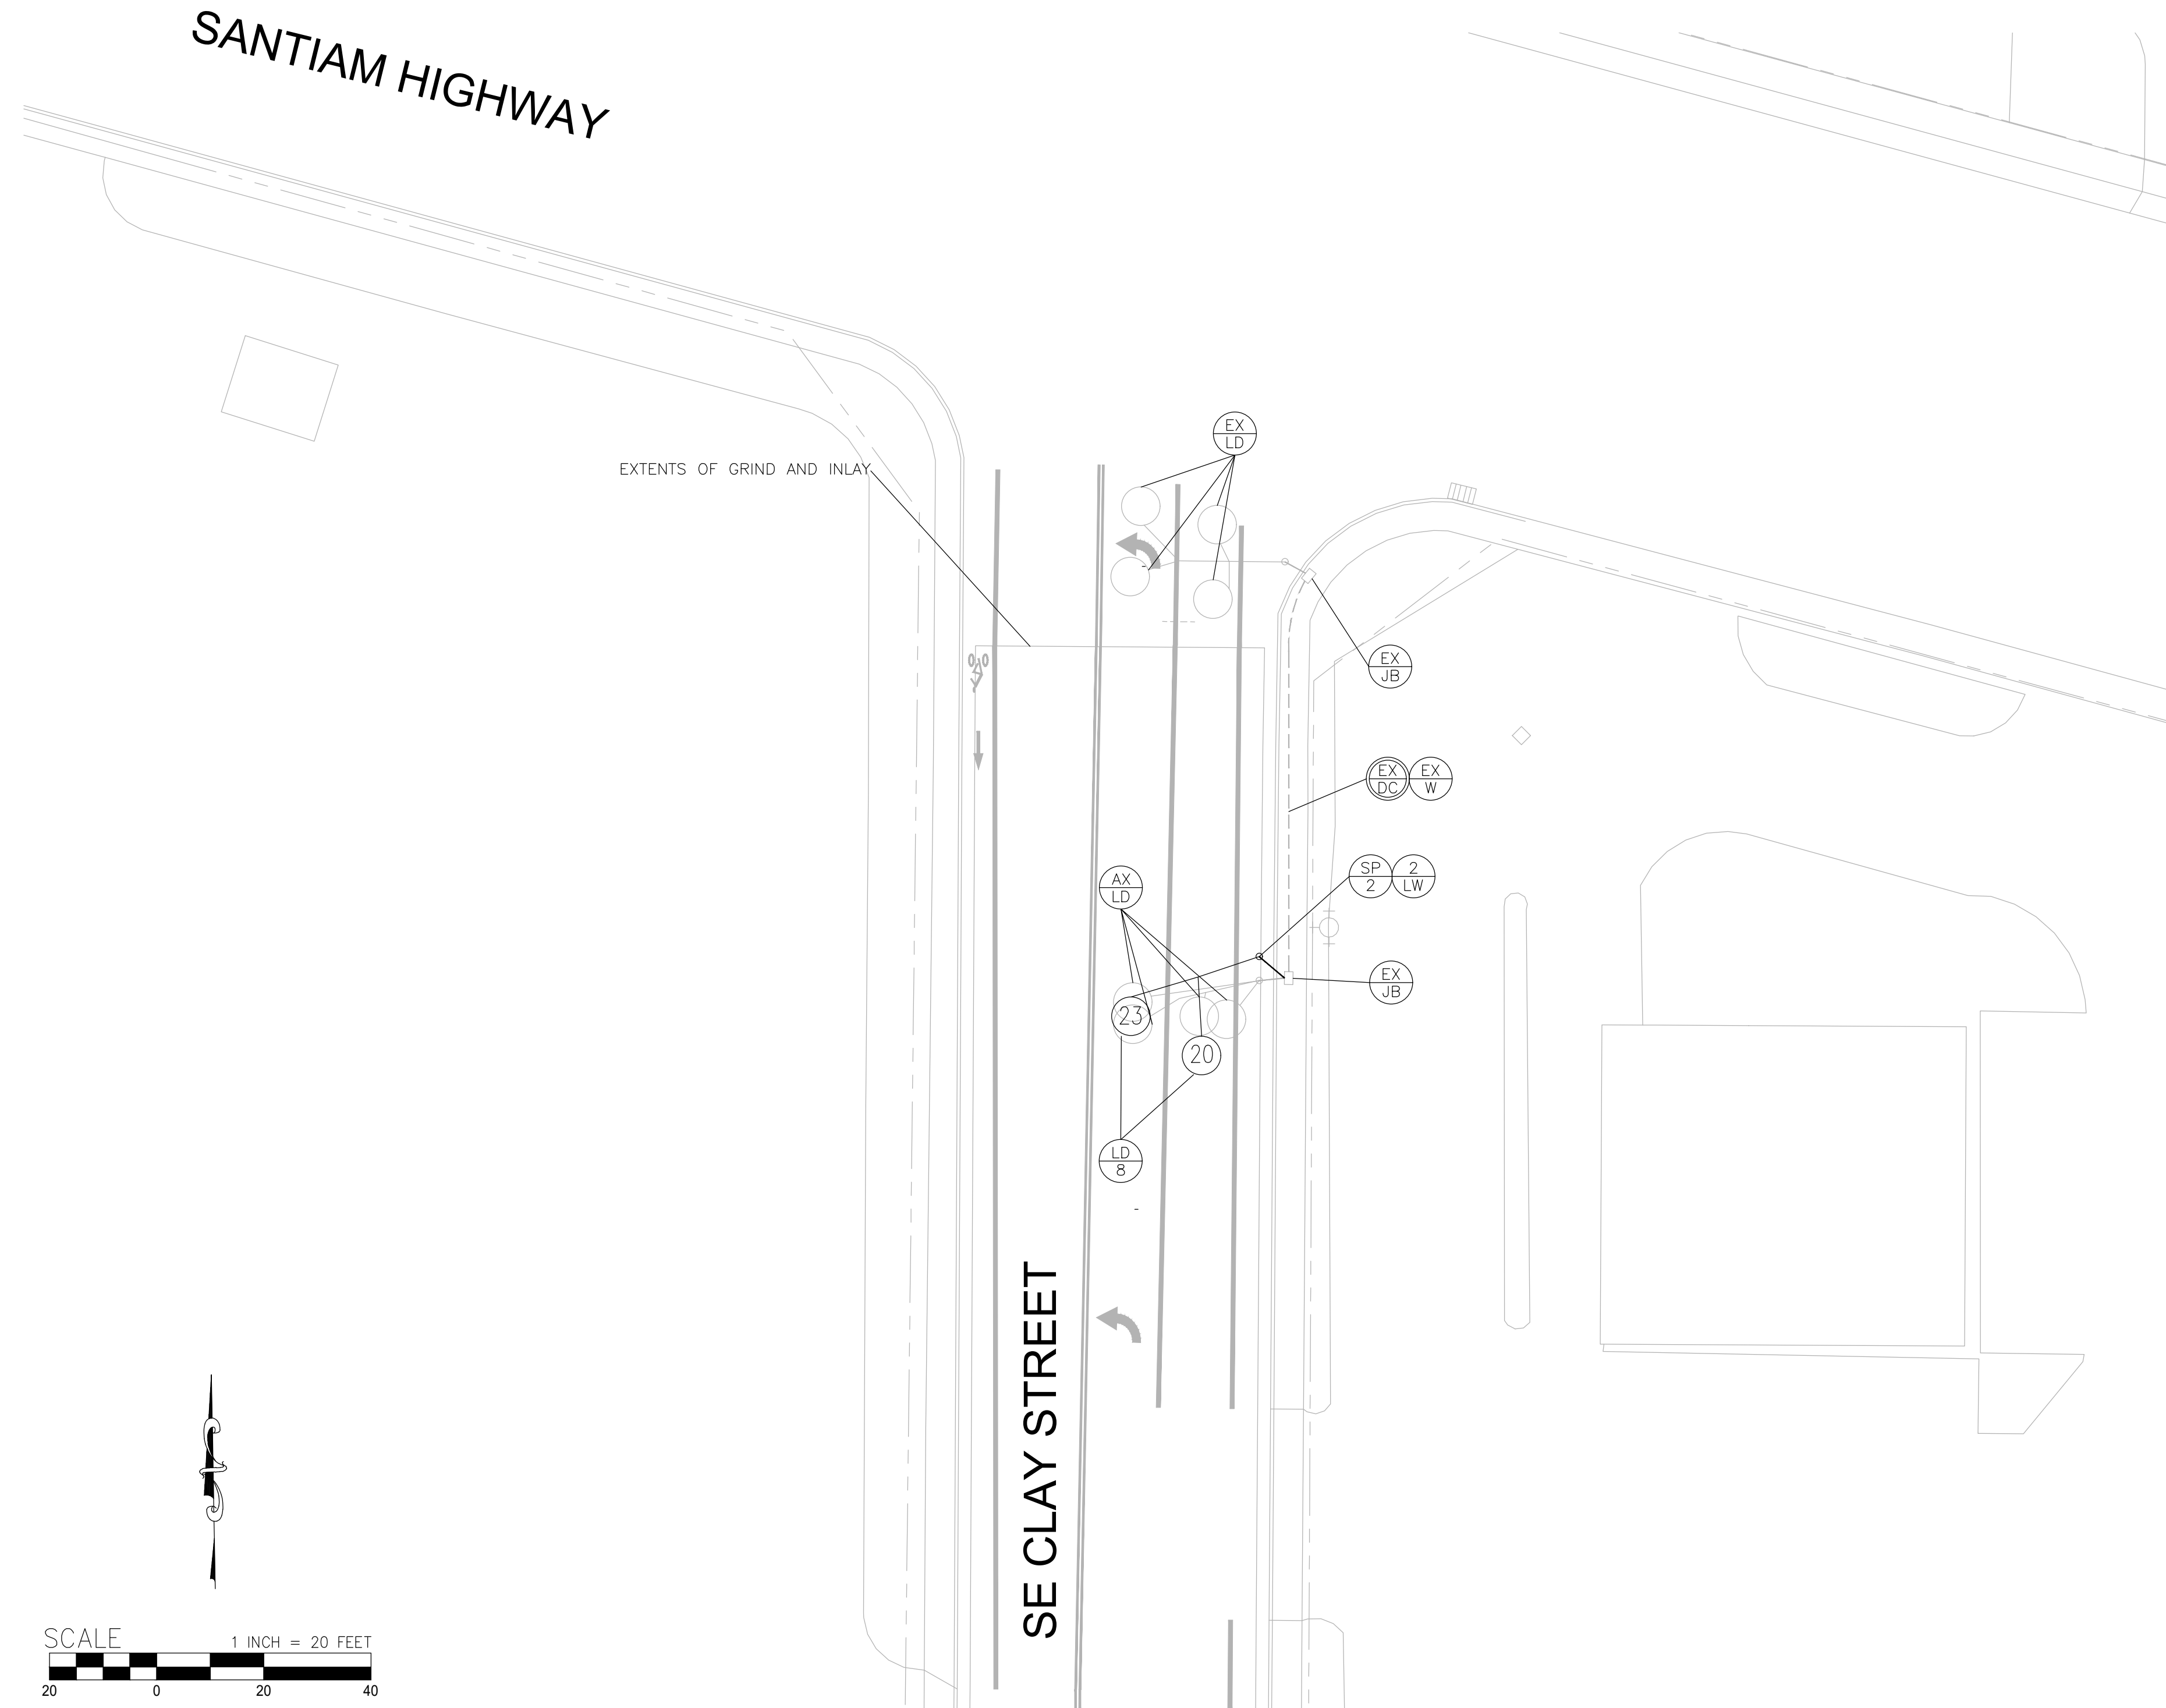 SANTIAM HIGHWAY
EX
LD
EXTENTS OF GRIND AND INLAY
EX
JB
EX
DC
EX
W
SP
2
2
LW
AX
LD
EX
JB
23
20
LD
8
SE CLAY STREET
SCALE
1 INCH = 20 FEET
20 0 20 40